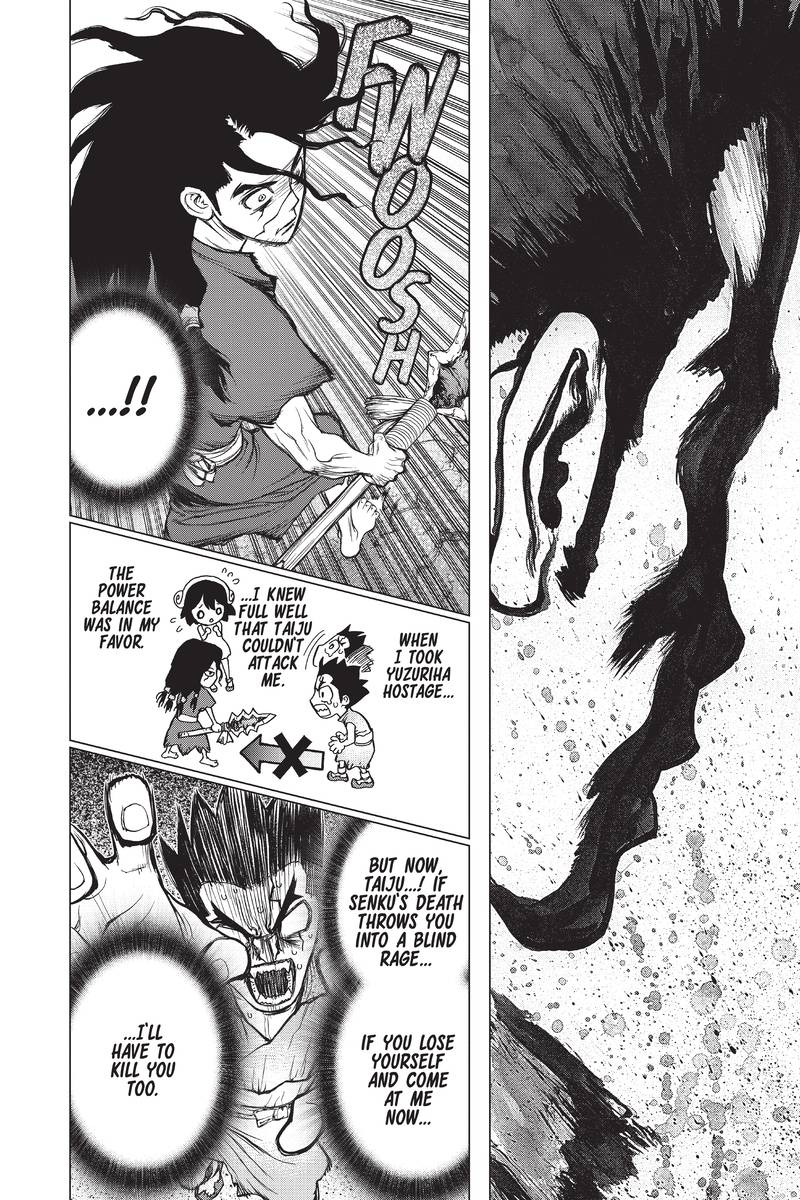 FWOOSH
...!!
WHEN
I TOOK
YUZURIHA
HOSTAGE...
...I KNEW
FULL WELL
THAT TAIJU
COULDN'T
ATTACK
ME.
THE
POWER
BALANCE
WAS IN MY
FAVOR.
BUT NOW,
TAIJU...! IF
SENKU'S DEATH
THROWS YOU
INTO A BLIND
RAGE...
IF YOU LOSE
YOURSELF
AND COME
AT ME
NOW...
...I'LL
HAVE TO
KILL YOU
TOO.